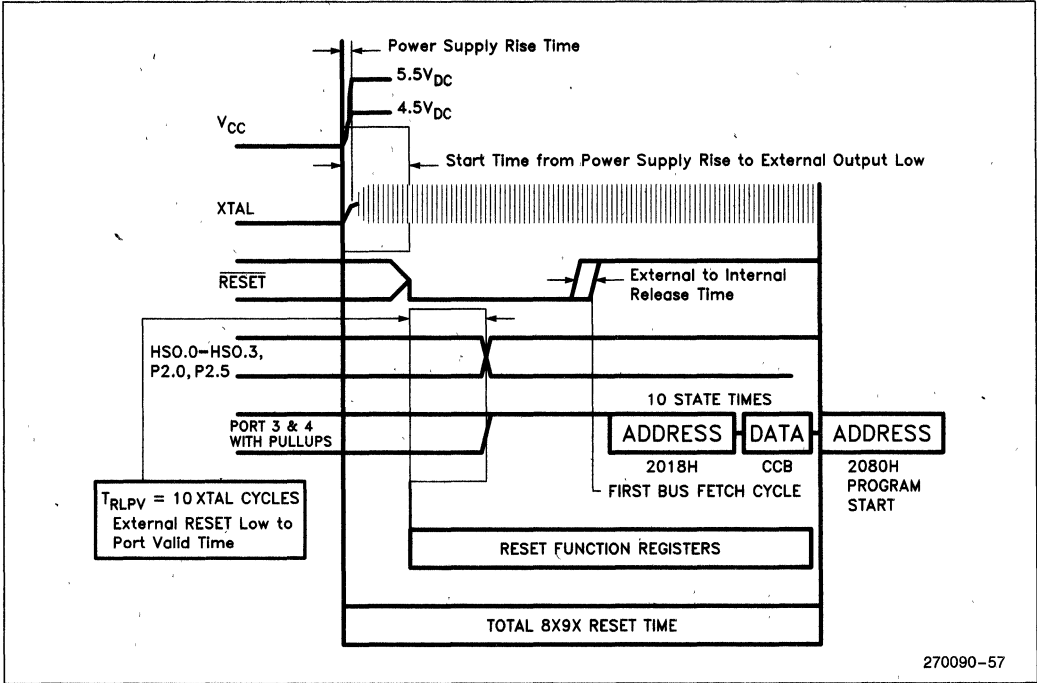 Power Supply Rise Time
5.5VDC
4.5VDC
VCC
Start Time from Power Supply Rise to External Output Low
XTAL
RESET
External to Internal
Release Time
HSO.0–HSO.3,
P2.0, P2.5
10 STATE TIMES
PORT 3 & 4
WITH PULLUPS
ADDRESS
DATA
ADDRESS
2018H
CCB
2080H
PROGRAM
START
FIRST BUS FETCH CYCLE
TRLPV = 10 XTAL CYCLES
External RESET Low to
Port Valid Time
RESET FUNCTION REGISTERS
TOTAL 8X9X RESET TIME
270090–57